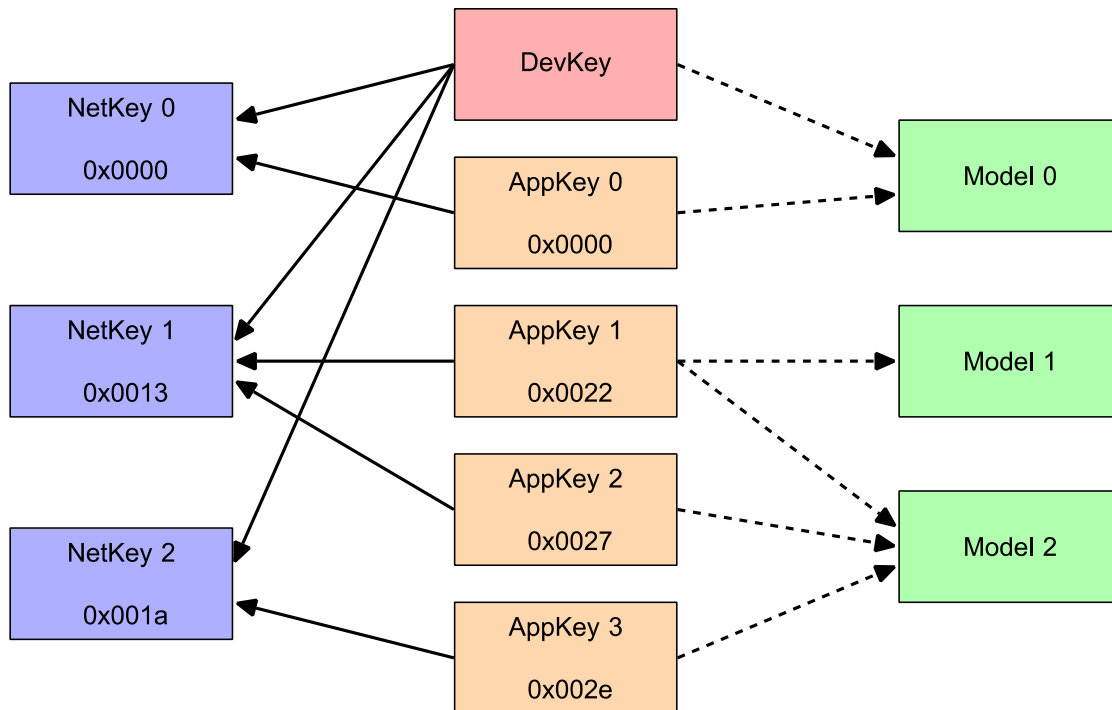 DevKey
NetKey 0
0x0000
Model 0
AppKey 0
0x0000
NetKey 1
0x0013
AppKey 1
0x0022
Model 1
AppKey 2
0x0027
Model 2
NetKey 2
0x001a
AppKey 3
0x002e